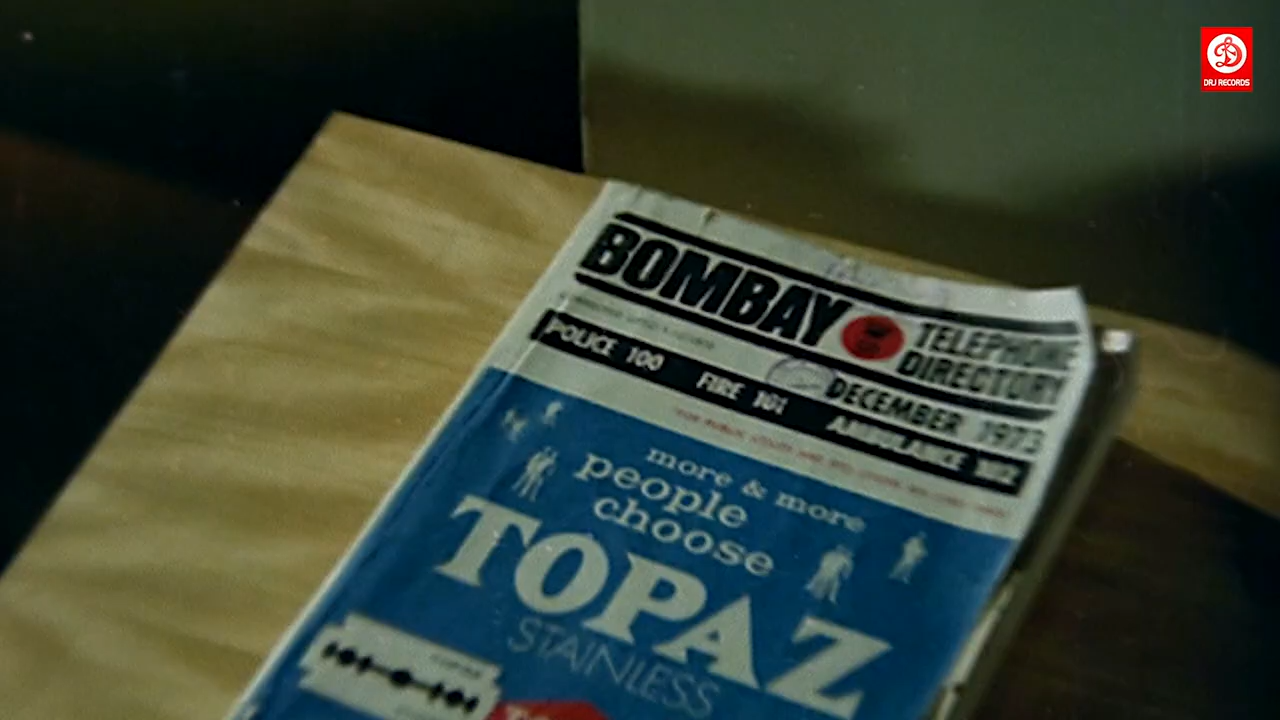 DRJ RECORDS
BOMBAY
TELEPHONE
DIRECTORY
DECEMBER 1973
POLICE 100 FIRE 101 AMBULANCE 102
more & more
people
choose
TOPAZ
STAINLESS